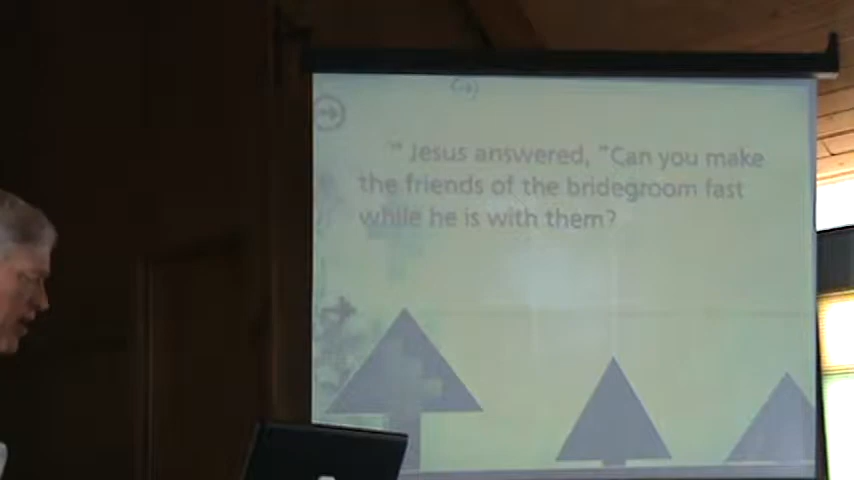 Jesus answered, "Can you make
the friends of the bridegroom fast
while he is with them?